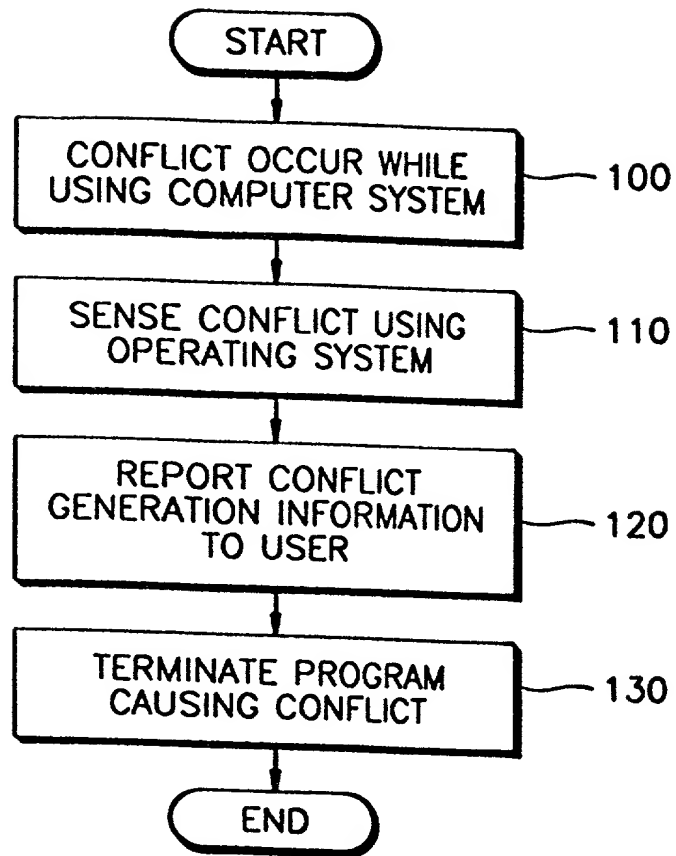 START
CONFLICT OCCUR WHILE
USING COMPUTER SYSTEM
100
SENSE CONFLICT USING
OPERATING SYSTEM
110
REPORT CONFLICT
GENERATION INFORMATION
TO USER
120
TERMINATE PROGRAM
CAUSING CONFLICT
130
END